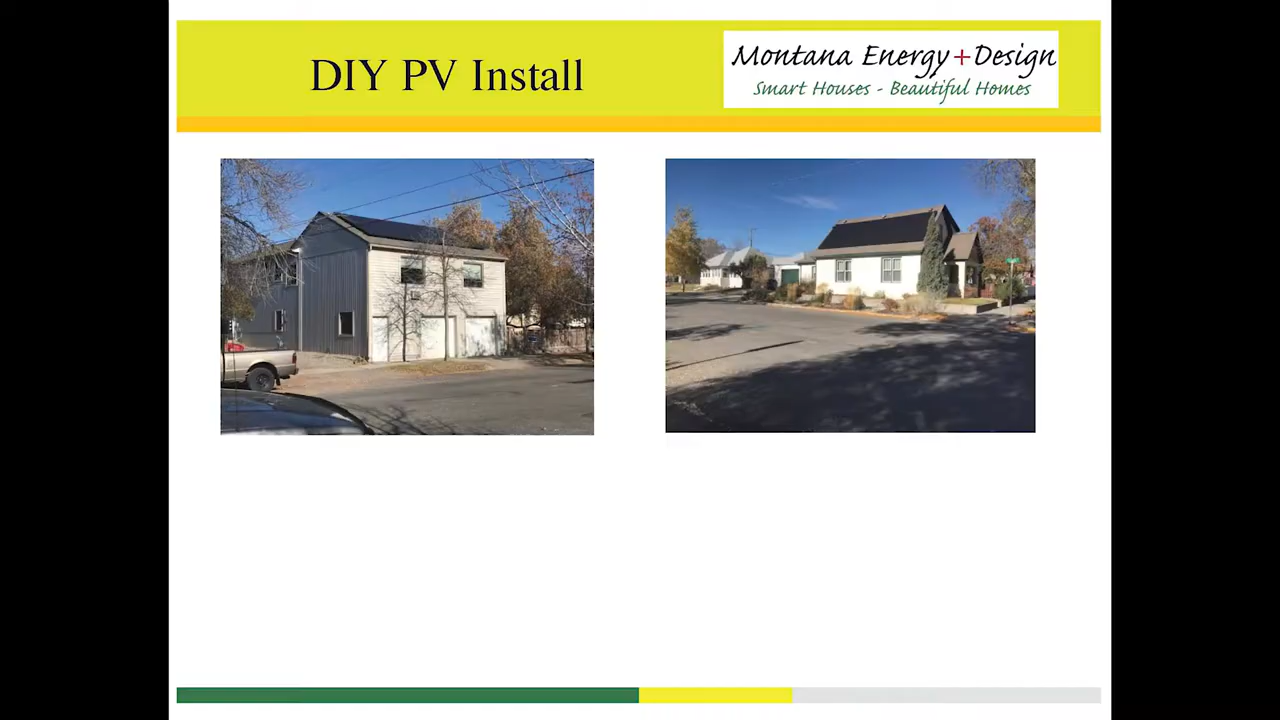 DIY PV Install
Montana Energy+Design
Smart Houses - Beautiful Homes